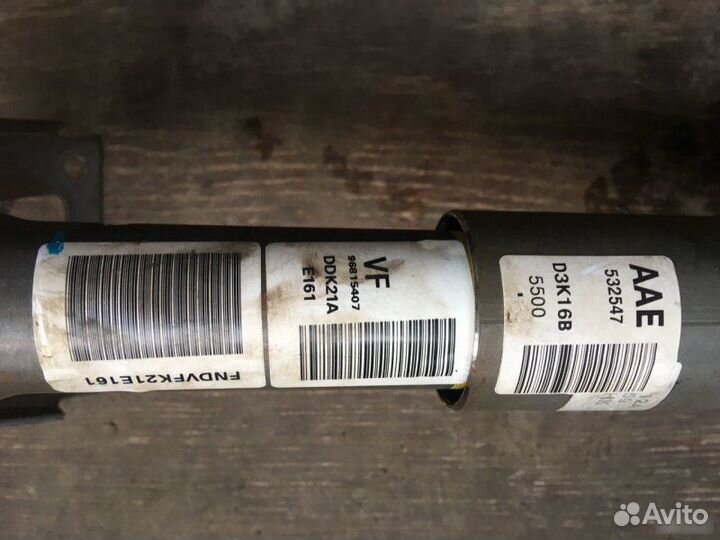 FNDVFK21E161
VF
96815407
DDK21A
E161
AAE
532547
D3K16B
5500
Avito